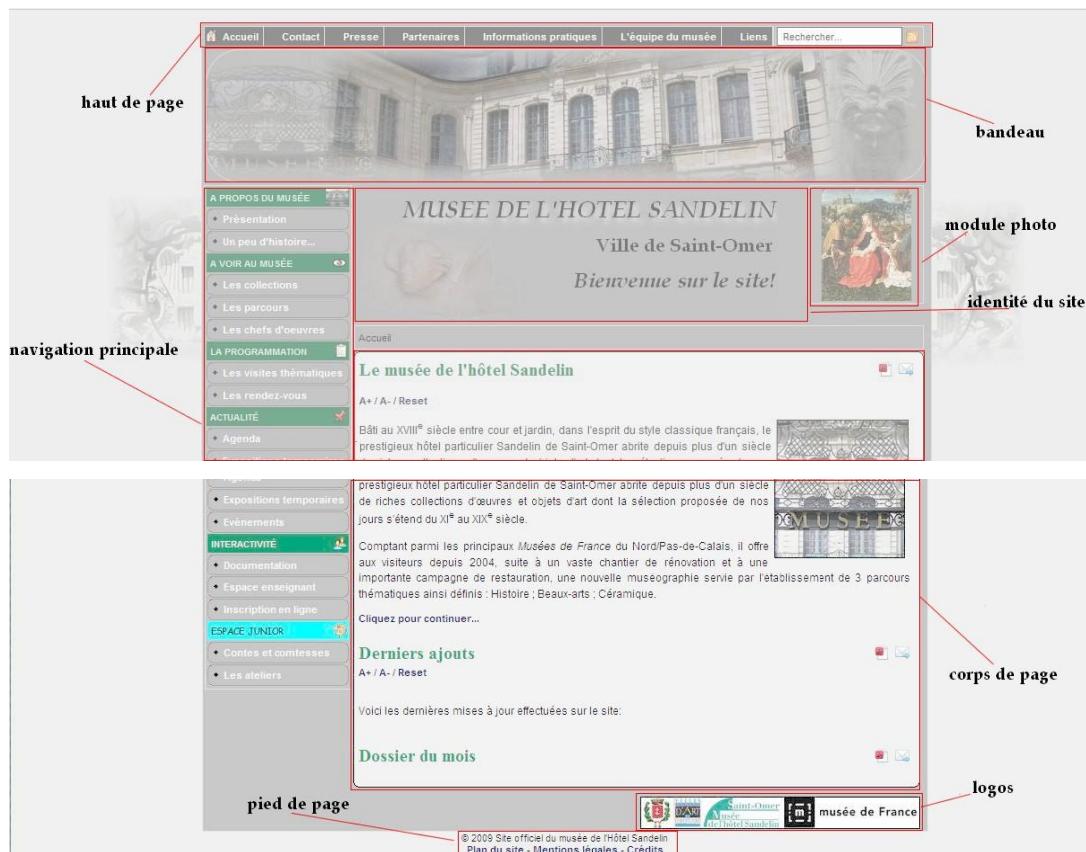 Accueil Contact Presse Partenaires Informations pratiques L'équipe du musée Liens Rechercher...
haut de page
bandeau
A PROPOS DU MUSÉE
Présentation
Un peu d'histoire...
A VOIR AU MUSÉE
Les collections
Les parcours
Les chefs d'oeuvres
LA PROGRAMMATION
Les visites thématiques
Les rendez-vous
ACTUALITÉ
Agenda
MUSEE DE L'HOTEL SANDELIN
Ville de Saint-Omer
Bienvenue sur le site!
module photo
identité du site
navigation principale
Accueil
Le musée de l'hôtel Sandelin
A+ / A- / Reset
Bâti au XVIIIe siècle entre cour et jardin, dans l'esprit du style classique français, le
prestigieux hôtel particulier Sandelin de Saint-Omer abrite depuis plus d'un siècle
Expositions temporaires
Evènements
INTERACTIVITÉ
Documentation
Espace enseignant
Inscription en ligne
ESPACE JUNIOR
Contes et comtesses
Les ateliers
prestigieux hôtel particulier Sandelin de Saint-Omer abrite depuis plus d'un siècle
de riches collections d'œuvres et objets d'art dont la sélection proposée de nos
jours s'étend du XIe au XIXe siècle.
MUSEE
Comptant parmi les principaux Musées de France du Nord/Pas-de-Calais, il offre
aux visiteurs depuis 2004, suite à un vaste chantier de rénovation et à une
importante campagne de restauration, une nouvelle museographie servie par l'établissement de 3 parcours
thématiques ainsi définis : Histoire ; Beaux-arts ; Céramique.
Cliquez pour continuer...
Derniers ajouts
A+ / A- / Reset
corps de page
Voici les dernières mises à jour effectuées sur le site:
Dossier du mois
logos
pied de page
Saint-Omer
Musée
de l'hôtel Sandelin
musée de France
© 2009 Site officiel du musée de l'Hôtel Sandelin
Plan du site - Mentions légales - Crédits